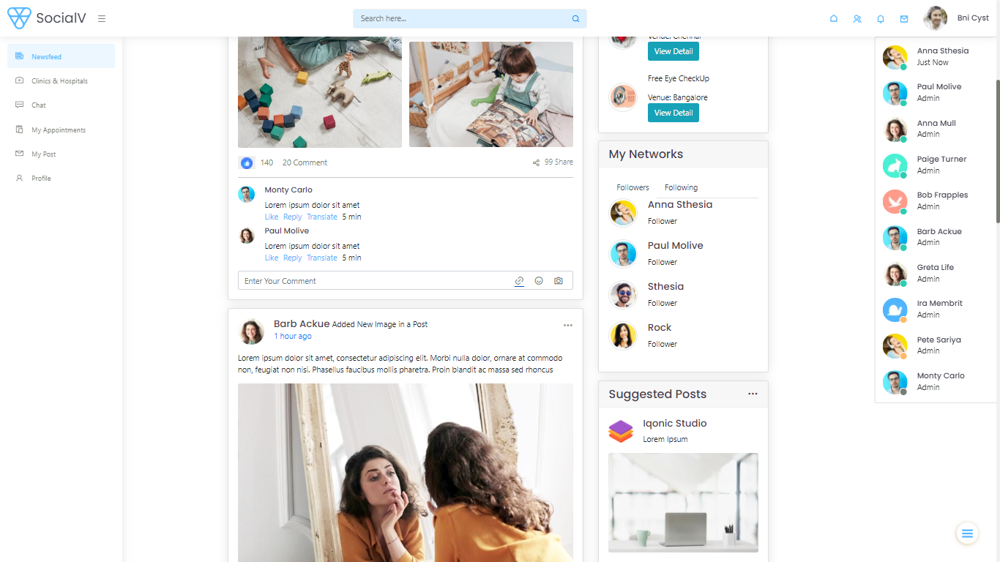 SocialV
Search here...
Bni Cyst
Newsfeed
Clinics & Hospitals
Chat
My Appointments
My Post
Profile
140 20 Comment
99 Share
Monty Carlo
Lorem ipsum dolor sit amet
Like Reply Translate 5 min
Paul Molive
Lorem ipsum dolor sit amet
Like Reply Translate 5 min
Enter Your Comment
Barb Ackue Added New Image in a Post
1 hour ago
Lorem ipsum dolor sit amet, consectetur adipiscing elit. Morbi nulla dolor, ornare at commodo
non, feugiat non nisi. Phasellus faucibus mollis pharetra. Proin blandit ac massa sed rhoncus
Venue: Chennai
View Detail
Free Eye CheckUp
Venue: Bangalore
View Detail
My Networks
Followers Following
Anna Sthesia
Follower
Paul Molive
Follower
Sthesia
Follower
Rock
Follower
Suggested Posts
Iqonic Studio
Lorem Ipsum
Anna Sthesia
Just Now
Paul Molive
Admin
Anna Mull
Admin
Paige Turner
Admin
Bob Frapples
Admin
Barb Ackue
Admin
Greta Life
Admin
Ira Membrit
Admin
Pete Sariya
Admin
Monty Carlo
Admin